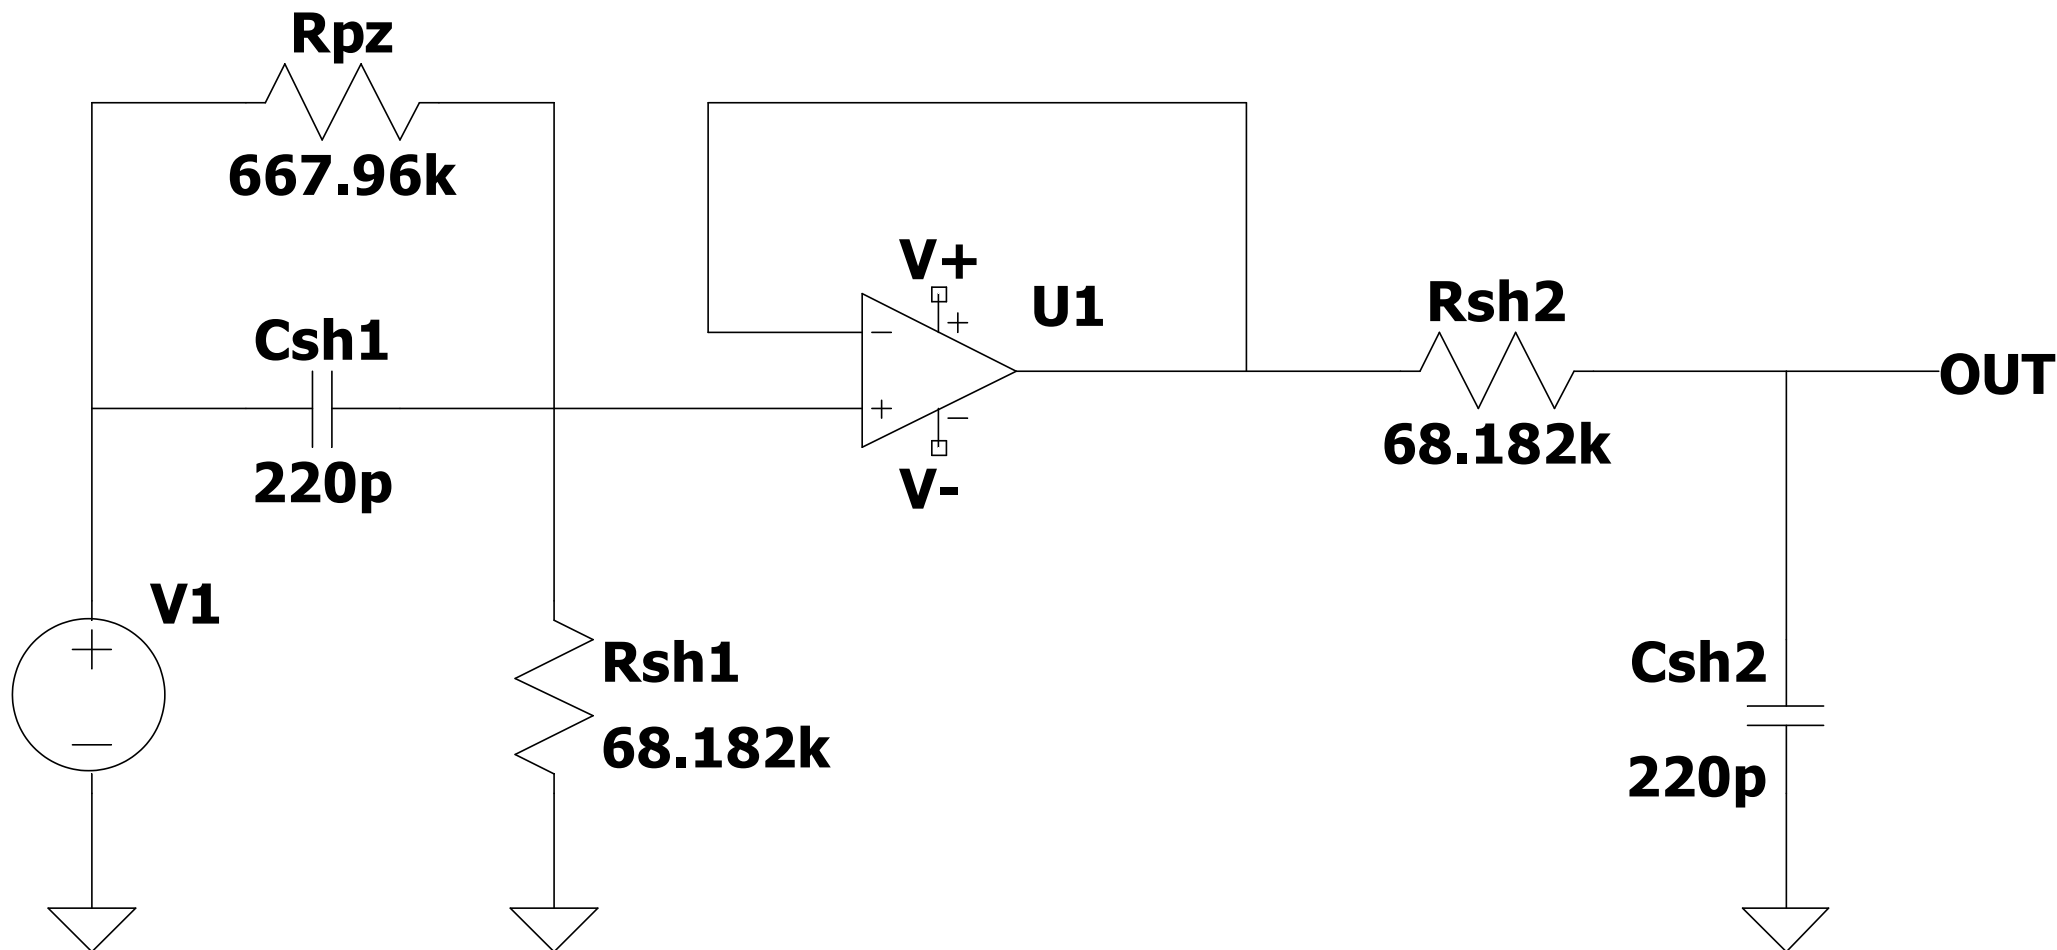 Rpz
667.96k
V+
U1
Rsh2
Csh1
OUT
68.182k
220p
V-
V1
Rsh1
Csh2
68.182k
220p